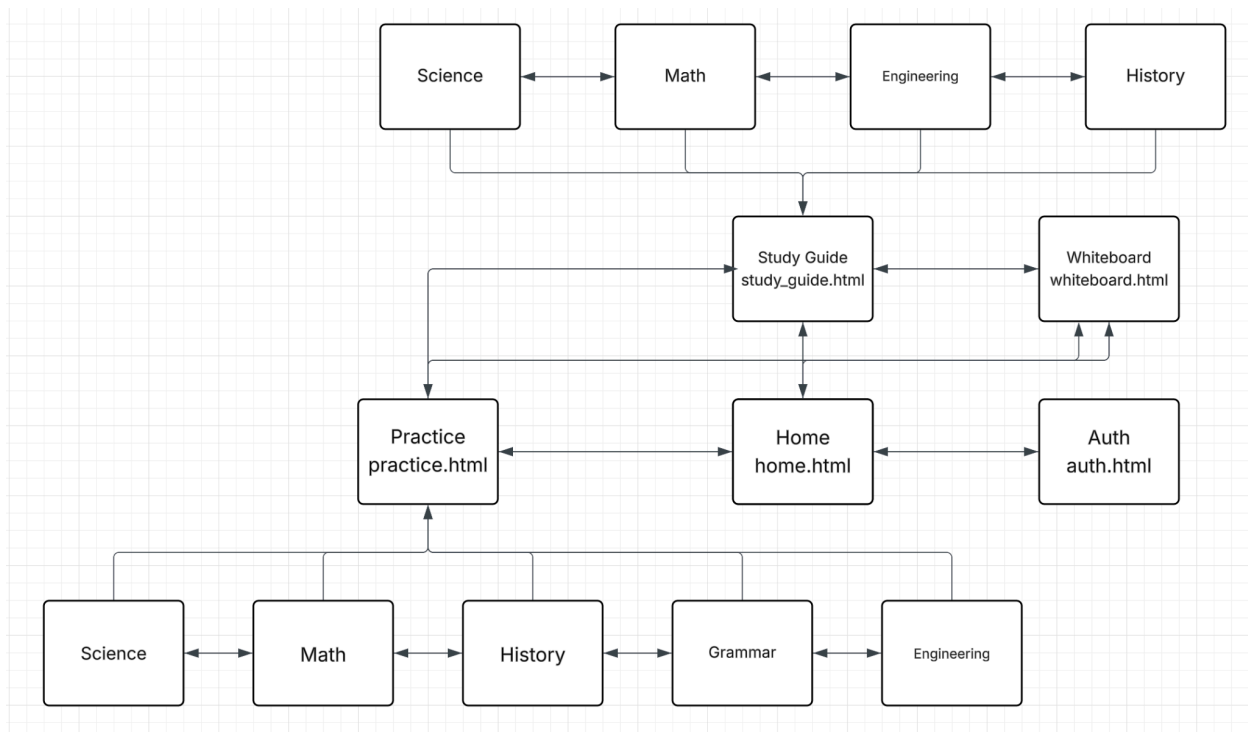 Science
Math
Engineering
History
Study Guide
study_guide.html
Whiteboard
whiteboard.html
Practice
practice.html
Home
home.html
Auth
auth.html
Science
Math
History
Grammar
Engineering